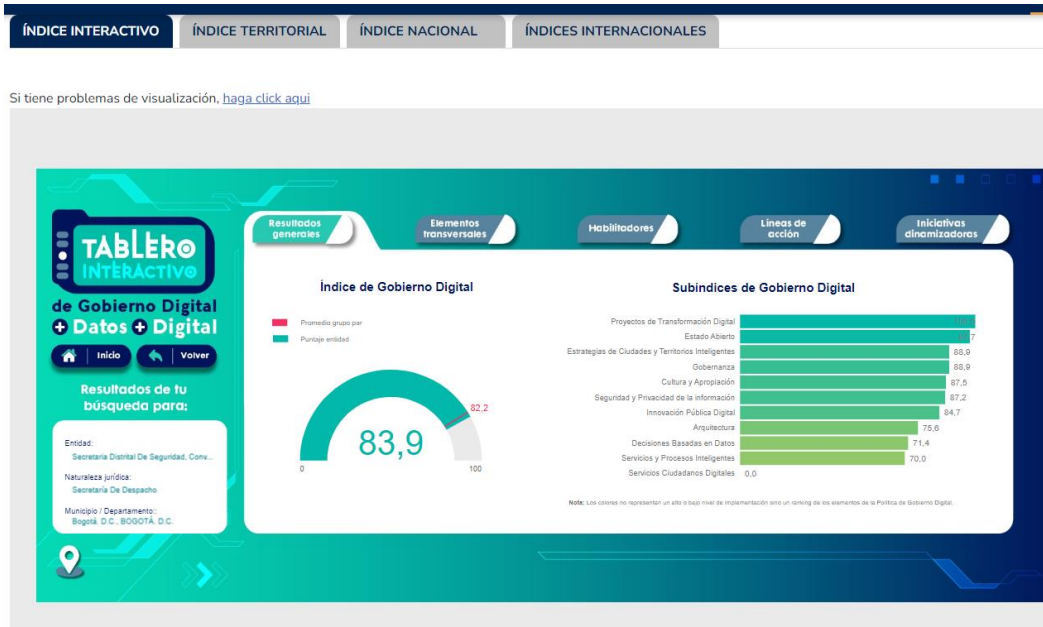 ÍNDICE INTERACTIVO
ÍNDICE TERRITORIAL
ÍNDICE NACIONAL
ÍNDICES INTERNACIONALES
Si tiene problemas de visualización, haga click aqui
TABLERO
INTERACTIVO
de Gobierno Digital
+ Datos + Digital
Inicio
Volver
Resultados de tu
búsqueda para:
Entidad:
Secretaria Distrital De Seguridad, Conv...
Naturaleza jurídica:
Secretaría De Despacho
Municipio / Departamento::
Bogotá. D.C., BOGOTÁ. D.C.
Resultados
generales
Elementos
transversales
Habilitadores
Líneas de
acción
Iniciativas
dinamizadoras
Índice de Gobierno Digital
Promedio grupo par
Puntaje entidad
82,2
83,9
0
100
Subíndices de Gobierno Digital
Proyectos de Transformación Digital
Estado Abierto
Estrategias de Ciudades y Territorios Inteligentes 88,9
Gobernanza 88,9
Cultura y Apropiación 87,5
Seguridad y Privacidad de la información 87,2
Innovación Pública Digital 84,7
Arquitectura 75,6
Decisiones Basadas en Datos 71,4
Servicios y Procesos Inteligentes 70,0
Servicios Ciudadanos Digitales 0,0
Nota: Los colores no representan un alto o bajo nivel de implementación sino un ranking de los elementos de la Política de Gobierno Digital.